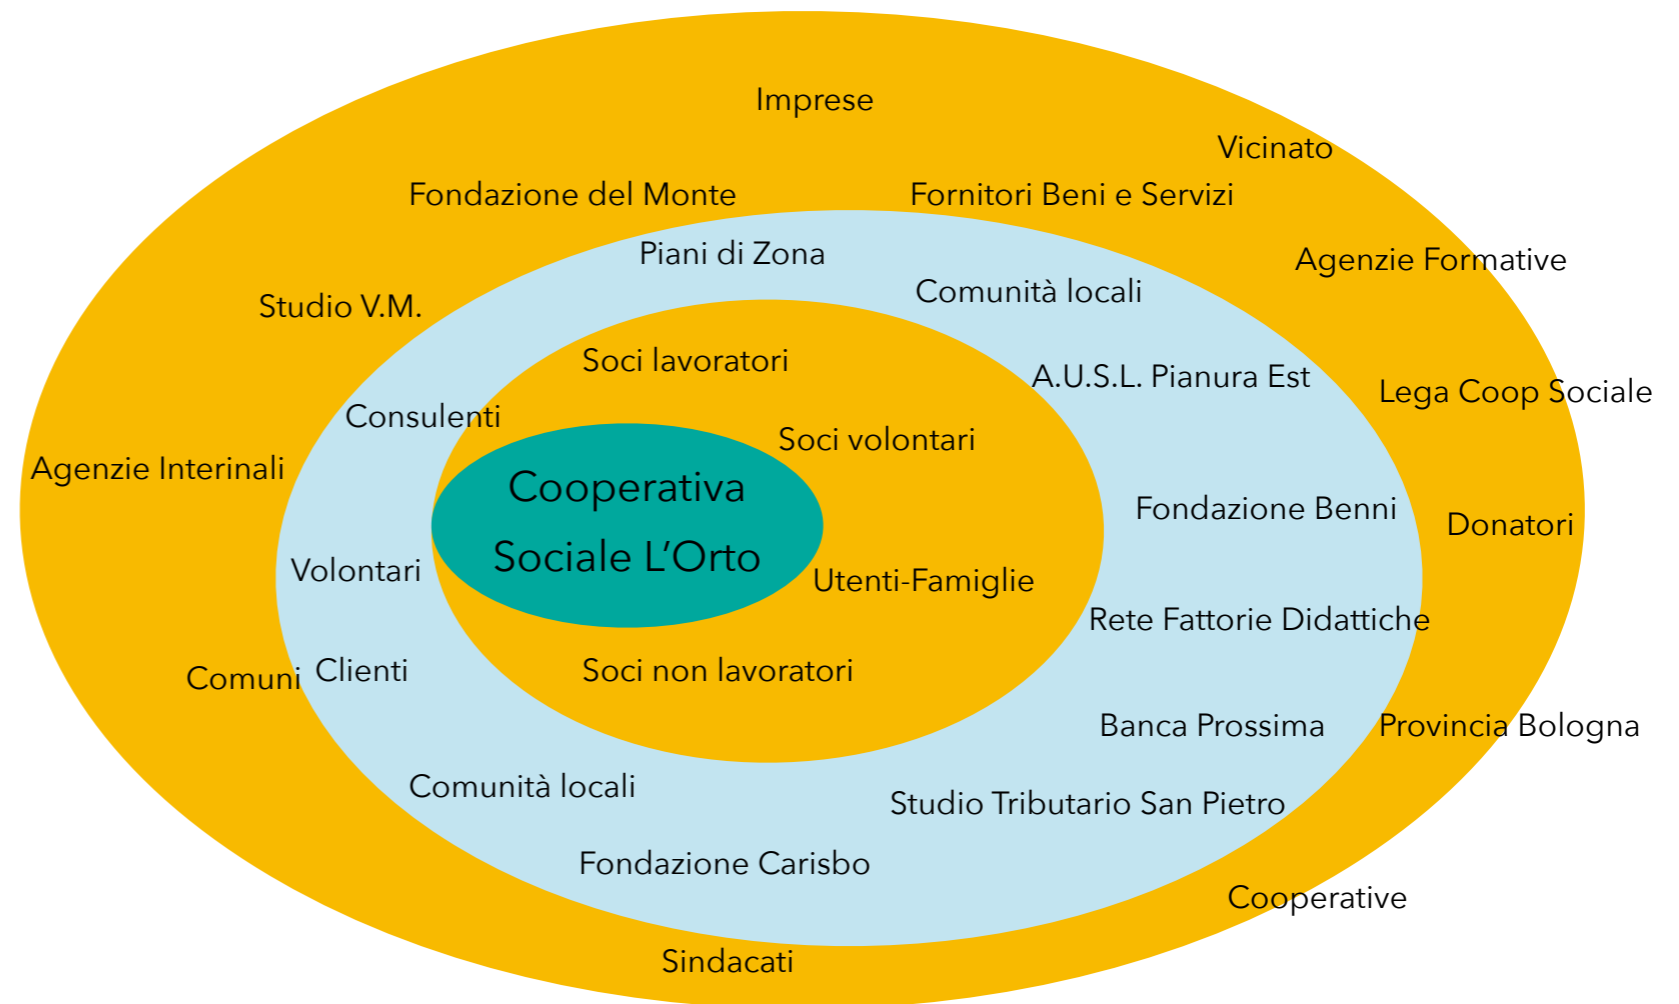 Imprese
Vicinato
Fondazione del Monte
Fornitori Beni e Servizi
Piani di Zona
Agenzie Formative
Comunità locali
Studio V.M.
Soci lavoratori
A.U.S.L. Pianura Est
Lega Coop Sociale
Consulenti
Soci volontari
Agenzie Interinali
Cooperativa
Sociale L’Orto
Fondazione Benni
Donatori
Volontari
Utenti-Famiglie
Rete Fattorie Didattiche
Comuni
Clienti
Soci non lavoratori
Banca Prossima
Provincia Bologna
Comunità locali
Studio Tributario San Pietro
Fondazione Carisbo
Cooperative
Sindacati